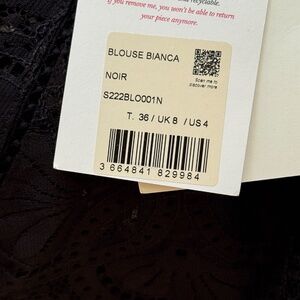 recyclable.
If you remove me, you won't be able to return
your piece anymore.
BLOUSE BIANCA
NOIR
Scan me to
discover more
S222BLO001N
T. 36 / UK 8 / US 4
3 664841 829984